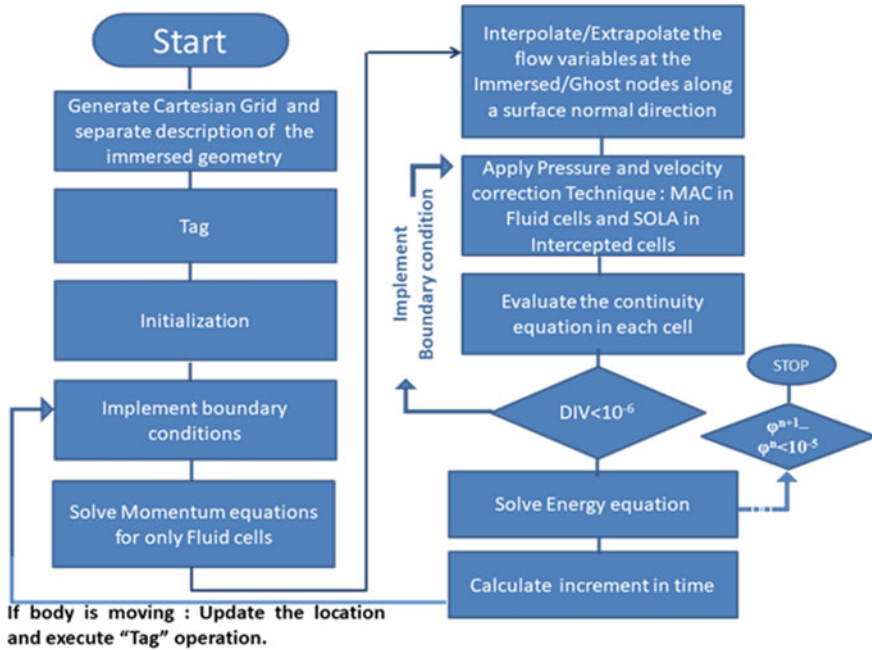 Start
Generate Cartesian Grid and
separate description of the
immersed geometry
Tag
Initialization
Implement boundary
conditions
Solve Momentum equations
for only Fluid cells
If body is moving : Update the location
and execute “Tag” operation.
Interpolate/Extrapolate the
flow variables at the
Immersed/Ghost nodes along
a surface normal direction
Apply Pressure and velocity
correction Technique : MAC in
Fluid cells and SOLA in
Intercepted cells
Implement
Boundary condition
Evaluate the continuity
equation in each cell
DIV<10⁻⁶
Solve Energy equation
Calculate increment in time
STOP
φⁿ⁺¹–
φⁿ<10⁻⁵